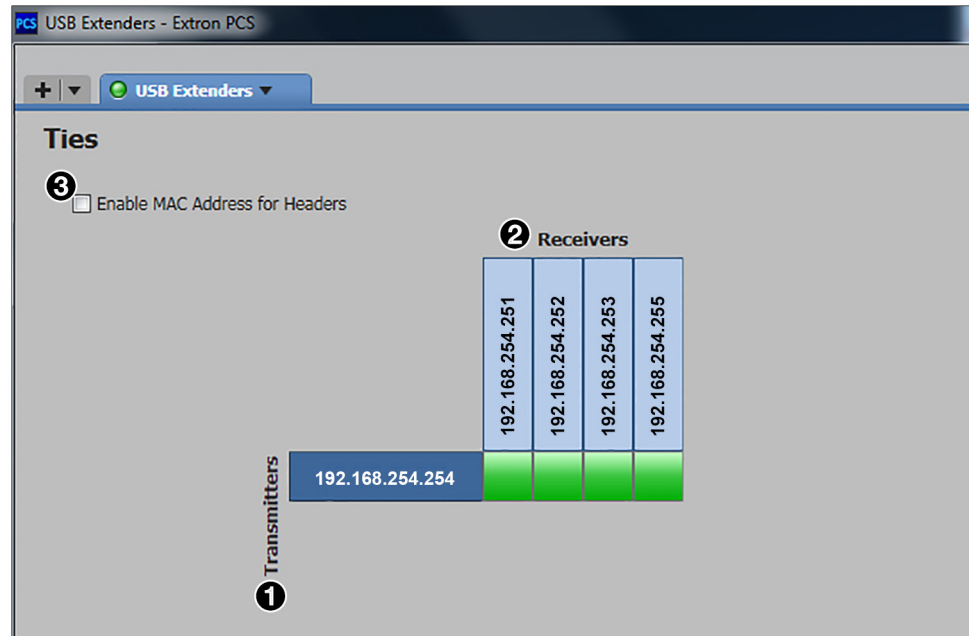 PCS USB Extenders - Extron PCS
+ USB Extenders
Ties
3
Enable MAC Address for Headers
2 Receivers
192.168.254.251
192.168.254.252
192.168.254.253
192.168.254.255
Transmitters
192.168.254.254
1